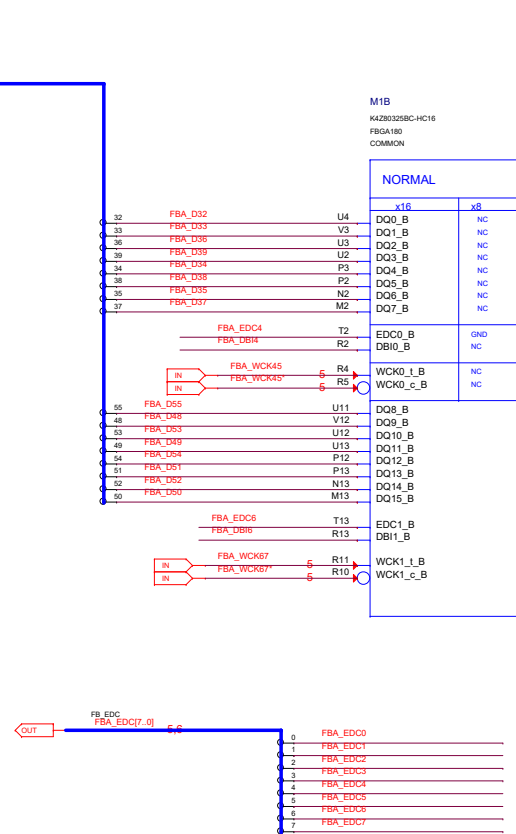 M1B
K4Z80325BC-HC16
FBGA180
COMMON
NORMAL
x16 x8
32 FBA_D32 U4 DQ0_B NC
33 FBA_D33 V3 DQ1_B NC
36 FBA_D36 U3 DQ2_B NC
39 FBA_D39 U2 DQ3_B NC
34 FBA_D34 P3 DQ4_B NC
38 FBA_D38 P2 DQ5_B NC
35 FBA_D35 N2 DQ6_B NC
37 FBA_D37 M2 DQ7_B NC
FBA_EDC4 T2 EDC0_B GND
FBA_DBI4 R2 DBI0_B NC
IN FBA_WCK45 5 R4 WCK0_t_B NC
IN FBA_WCK45* 5 R5 WCK0_c_B NC
55 FBA_D55 U11 DQ8_B
48 FBA_D48 V12 DQ9_B
53 FBA_D53 U12 DQ10_B
49 FBA_D49 U13 DQ11_B
54 FBA_D54 P12 DQ12_B
51 FBA_D51 P13 DQ13_B
52 FBA_D52 N13 DQ14_B
50 FBA_D50 M13 DQ15_B
FBA_EDC6 T13 EDC1_B
FBA_DBI6 R13 DBI1_B
IN FBA_WCK67 5 R11 WCK1_t_B
IN FBA_WCK67* 5 R10 WCK1_c_B
FB_EDC
OUT FBA_EDC[7..0] 5,6
0 FBA_EDC0
1 FBA_EDC1
2 FBA_EDC2
3 FBA_EDC3
4 FBA_EDC4
5 FBA_EDC5
6 FBA_EDC6
7 FBA_EDC7